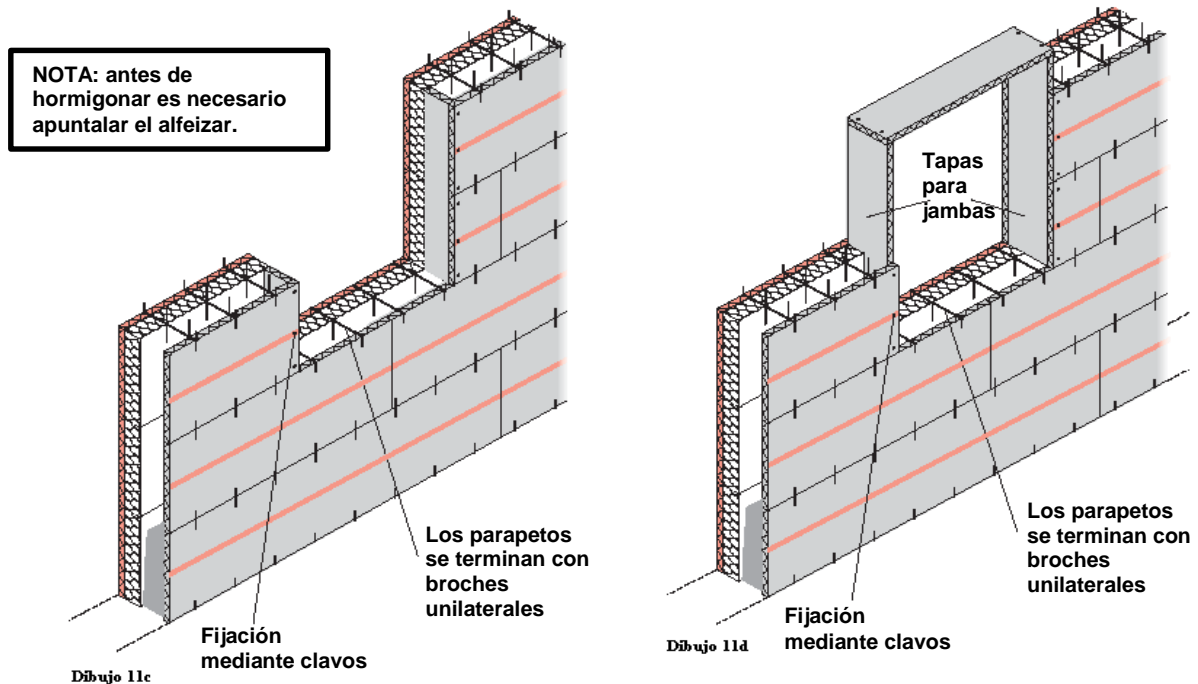 NOTA: antes de
hormigonar es necesario
apuntalar el alfeizar.
Los parapetos
se terminan con
broches
unilaterales
Fijación
mediante clavos
Dibujo 11c
Tapas
para
jambas
Los parapetos
se terminan con
broches
unilaterales
Fijación
mediante clavos
Dibujo 11d